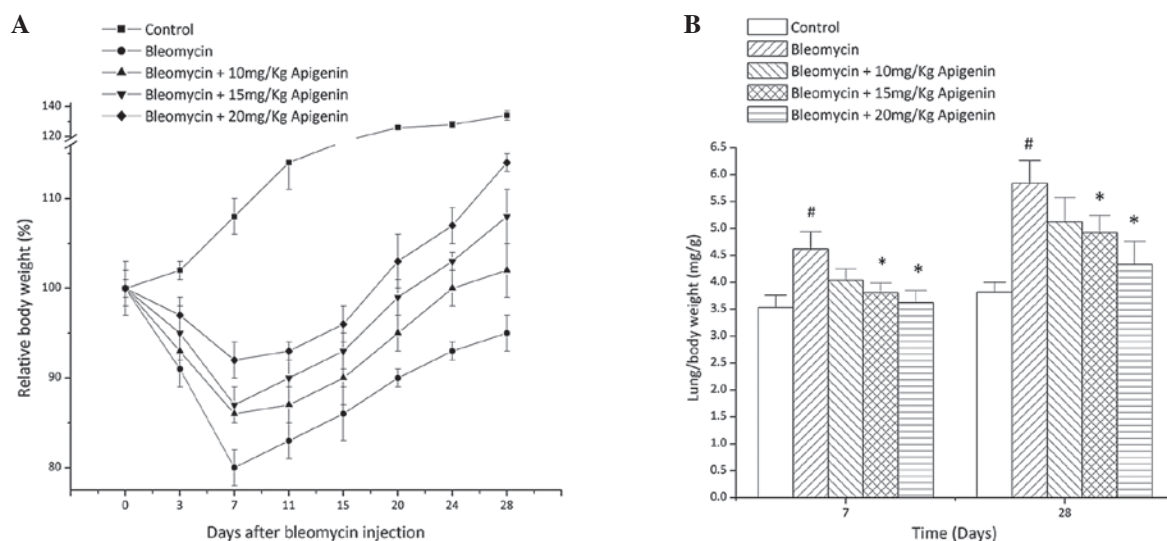 A
Control
Bleomycin
Bleomycin + 10mg/Kg Apigenin
Bleomycin + 15mg/Kg Apigenin
Bleomycin + 20mg/Kg Apigenin
140
130
120
110
100
90
80
Relative body weight (%)
0 3 7 11 15 20 24 28
Days after bleomycin injection
B
Control
Bleomycin
Bleomycin + 10mg/Kg Apigenin
Bleomycin + 15mg/Kg Apigenin
Bleomycin + 20mg/Kg Apigenin
6.5
6.0
5.5
5.0
4.5
4.0
3.5
3.0
2.5
2.0
1.5
1.0
0.5
0.0
Lung/body weight (mg/g)
# * * # * *
7 28
Time (Days)